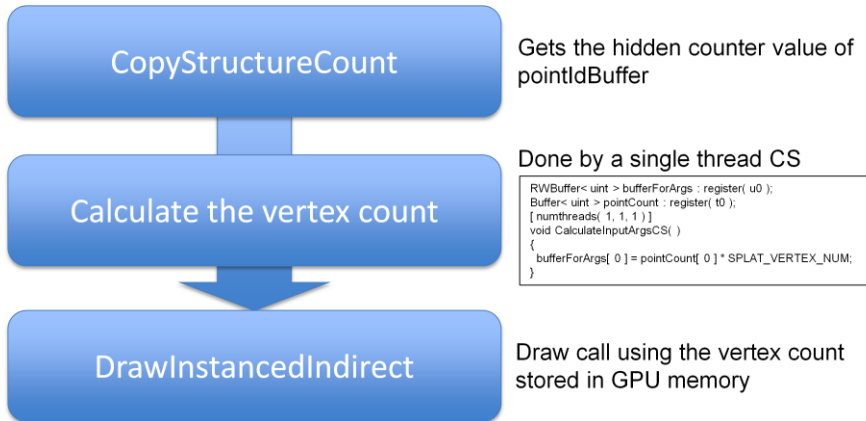 CopyStructureCount
Gets the hidden counter value of
pointIdBuffer
Calculate the vertex count
Done by a single thread CS
RWBuffer< uint > bufferForArgs : register( u0 );
Buffer< uint > pointCount : register( t0 );
[ numthreads( 1, 1, 1 ) ]
void CalculateInputArgsCS( )
{
bufferForArgs[ 0 ] = pointCount[ 0 ] * SPLAT_VERTEX_NUM;
}
DrawInstancedIndirect
Draw call using the vertex count
stored in GPU memory